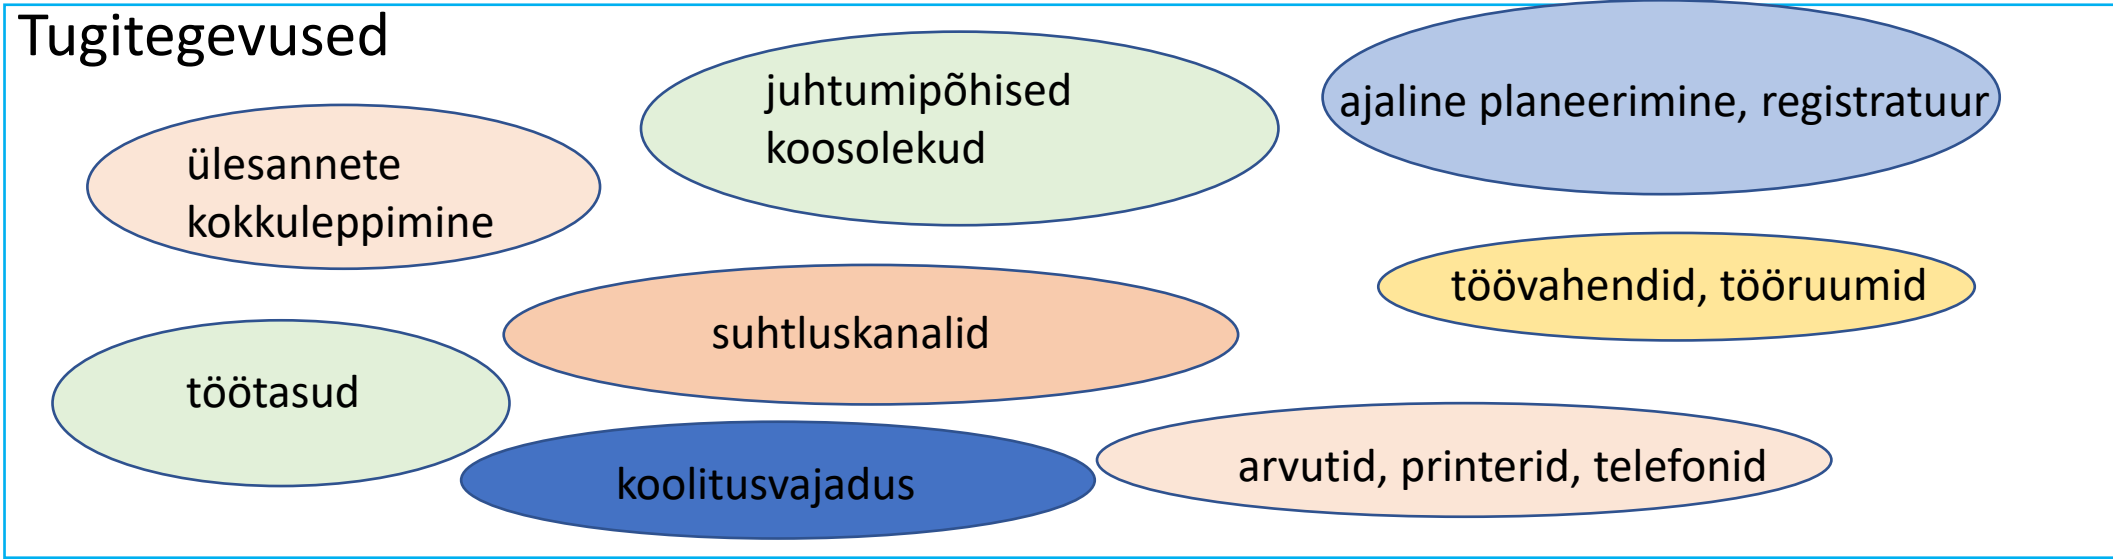 Tugitegevused
juhtumipõhised
koosolekud
ajaline planeerimine, registratuur
ülesannete
kokkuleppimine
töövahendid, tööruumid
suhtluskanalid
töötasud
koolitusvajadus
arvutid, printerid, telefonid